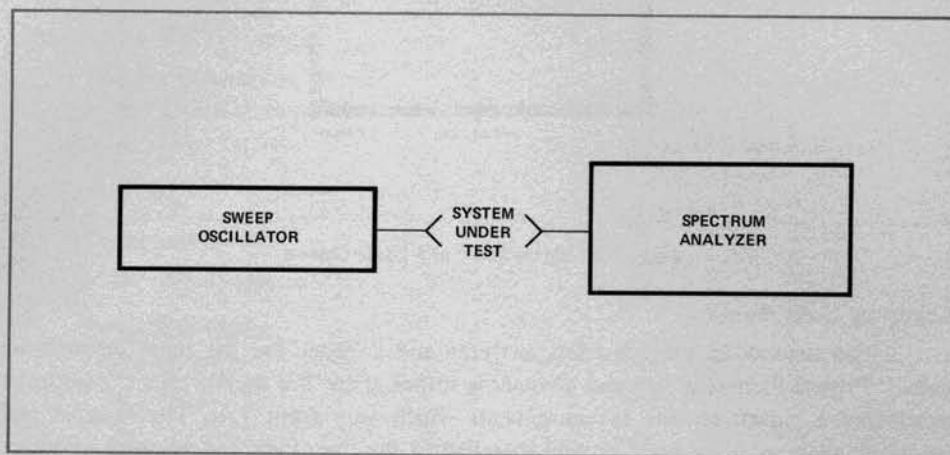 SWEEP
OSCILLATOR
SYSTEM
UNDER
TEST
SPECTRUM
ANALYZER